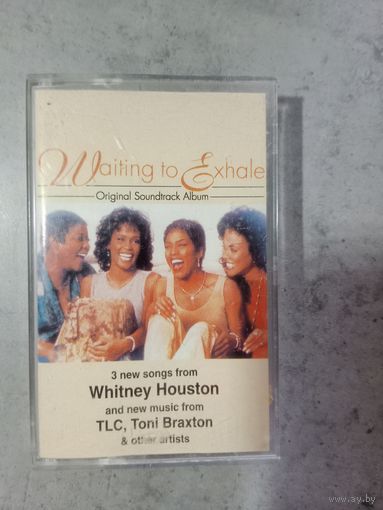 Waiting to Exhale
Original Soundtrack Album
3 new songs from
Whitney Houston
and new music from
TLC, Toni Braxton
& other artists
www.ay.by